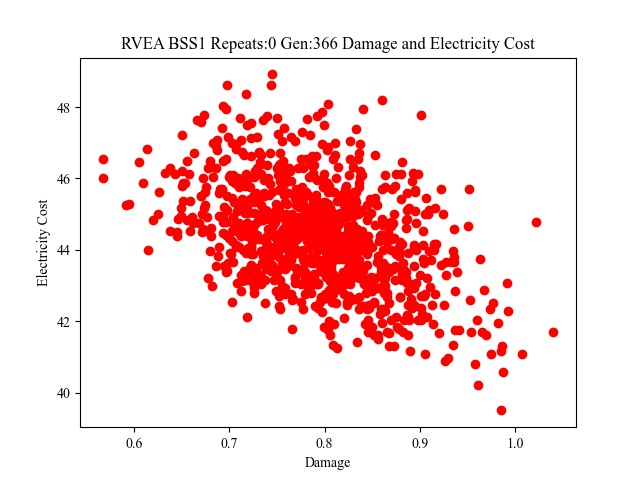 RVEA BSS1 Repeats:0 Gen:366 Damage and Electricity Cost
48
46
44
42
40
Electricity Cost
0.6 0.7 0.8 0.9 1.0
Damage